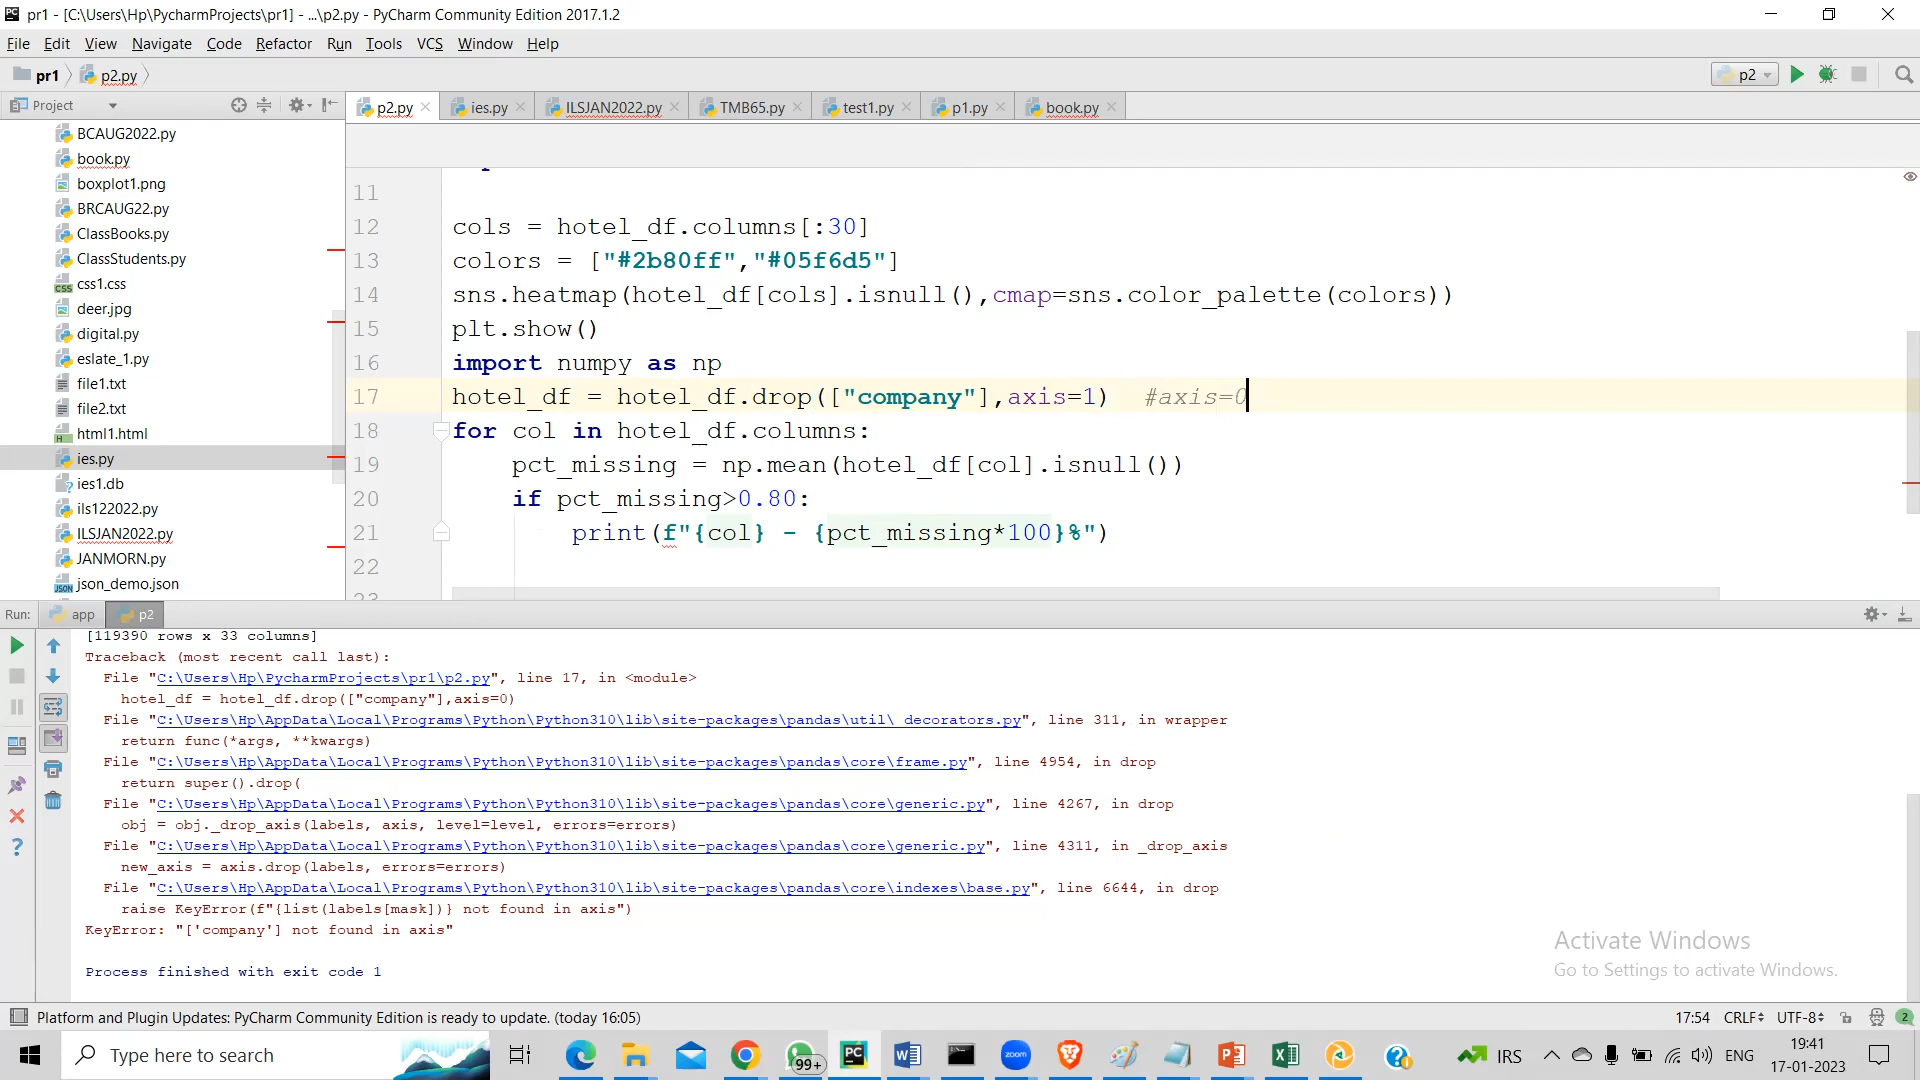 pr1 - [C:\Users\Hp\PycharmProjects\pr1] - ...\p2.py - PyCharm Community Edition 2017.1.2
File Edit View Navigate Code Refactor Run Tools VCS Window Help
pr1 p2.py p2
Project p2.py ies.py ILSJAN2022.py TMB65.py test1.py p1.py book.py
BCAUG2022.py
book.py
boxplot1.png
BRCAUG22.py
ClassBooks.py
ClassStudents.py
css1.css
deer.jpg
digital.py
eslate_1.py
file1.txt
file2.txt
html1.html
ies.py
ies1.db
ils122022.py
ILSJAN2022.py
JANMORN.py
json_demo.json
11
12 cols = hotel_df.columns[:30]
13 colors = ["#2b80ff","#05f6d5"]
14 sns.heatmap(hotel_df[cols].isnull(),cmap=sns.color_palette(colors))
15 plt.show()
16 import numpy as np
17 hotel_df = hotel_df.drop(["company"],axis=1) #axis=0
18 for col in hotel_df.columns:
19 pct_missing = np.mean(hotel_df[col].isnull())
20 if pct_missing>0.80:
21 print(f"{col} - {pct_missing*100}%")
22
23
Run: app p2
[119390 rows x 33 columns]
Traceback (most recent call last):
File "C:\Users\Hp\PycharmProjects\pr1\p2.py", line 17, in <module>
hotel_df = hotel_df.drop(["company"],axis=0)
File "C:\Users\Hp\AppData\Local\Programs\Python\Python310\lib\site-packages\pandas\util\_decorators.py", line 311, in wrapper
return func(*args, **kwargs)
File "C:\Users\Hp\AppData\Local\Programs\Python\Python310\lib\site-packages\pandas\core\frame.py", line 4954, in drop
return super().drop(
File "C:\Users\Hp\AppData\Local\Programs\Python\Python310\lib\site-packages\pandas\core\generic.py", line 4267, in drop
obj = obj._drop_axis(labels, axis, level=level, errors=errors)
File "C:\Users\Hp\AppData\Local\Programs\Python\Python310\lib\site-packages\pandas\core\generic.py", line 4311, in _drop_axis
new_axis = axis.drop(labels, errors=errors)
File "C:\Users\Hp\AppData\Local\Programs\Python\Python310\lib\site-packages\pandas\core\indexes\base.py", line 6644, in drop
raise KeyError(f"{list(labels[mask])} not found in axis")
KeyError: "['company'] not found in axis"
Process finished with exit code 1
Activate Windows
Go to Settings to activate Windows.
Platform and Plugin Updates: PyCharm Community Edition is ready to update. (today 16:05) 17:54 CRLF UTF-8 2
Type here to search zoom 99+ IRS ENG 19:41
17-01-2023